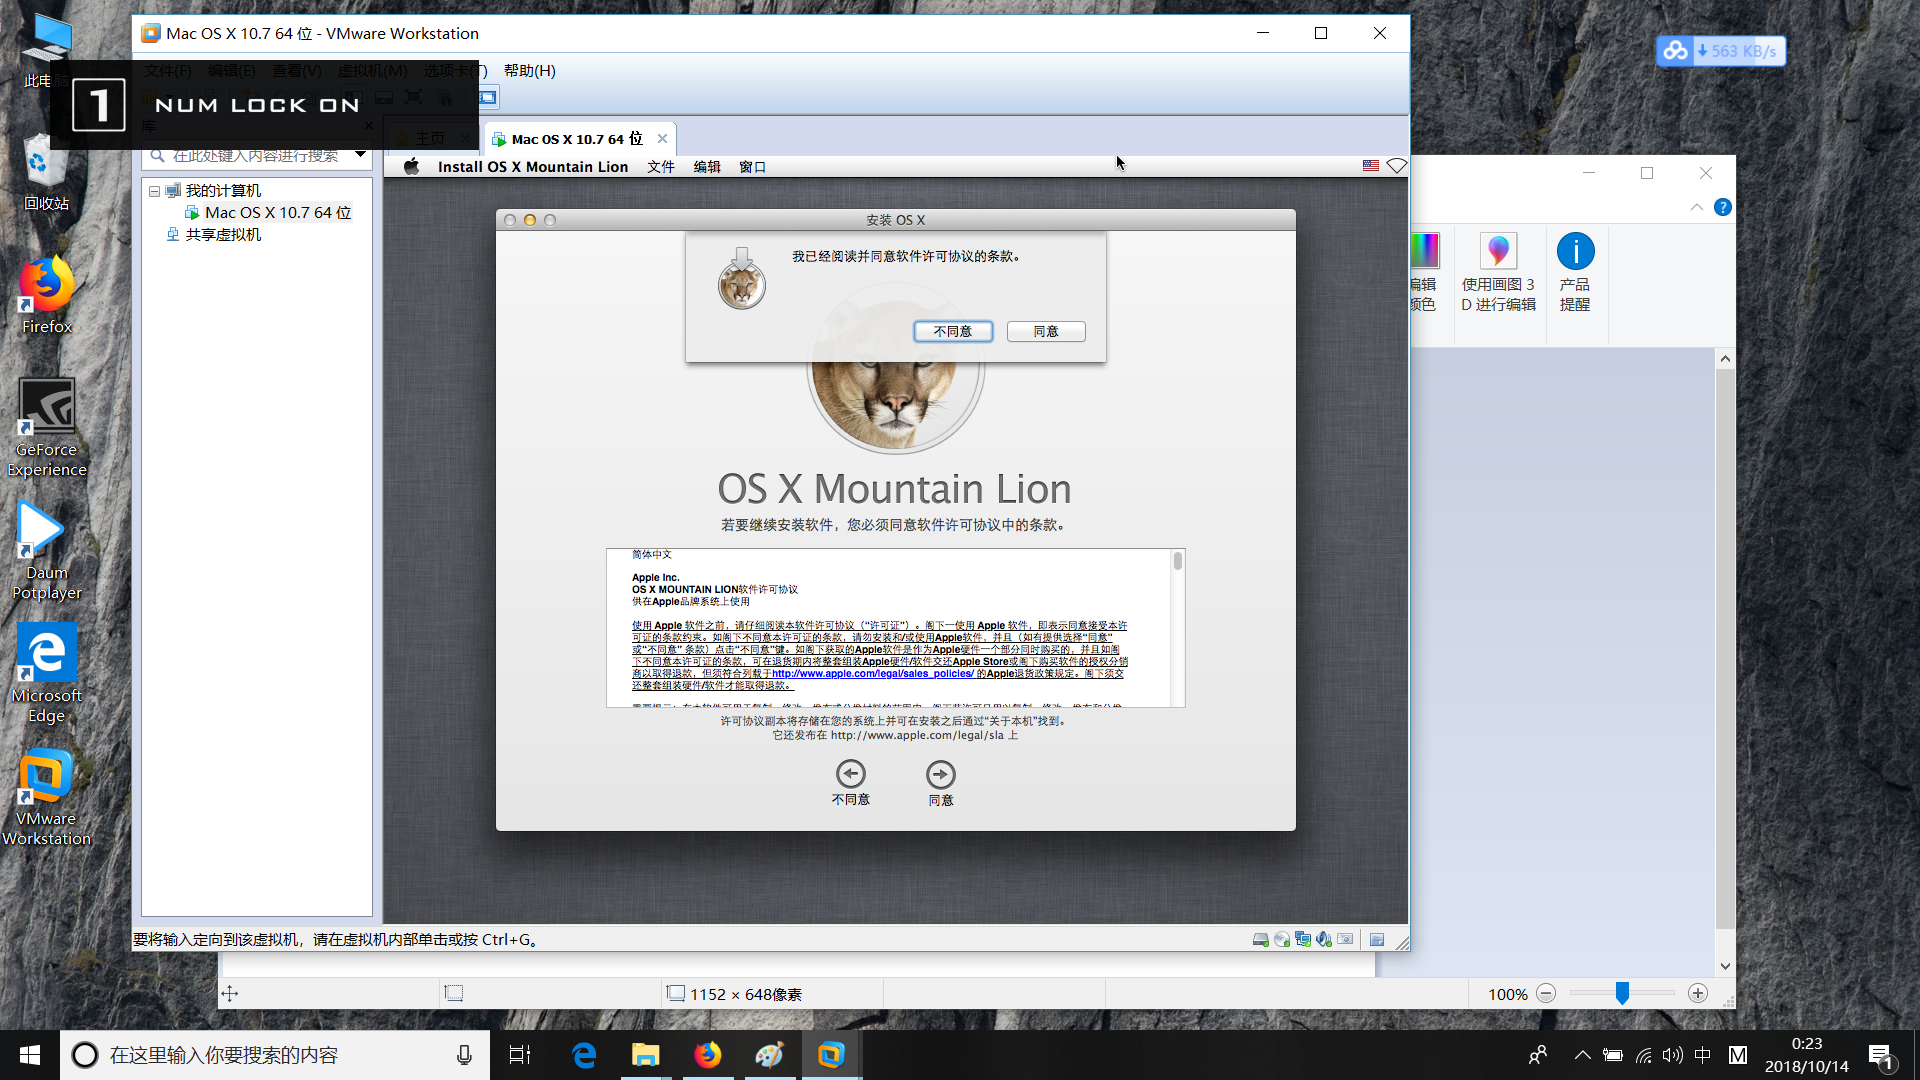 Mac OS X 10.7 64 位 - VMware Workstation
文件(F) 编辑(E) 查看(V) 虚拟机(M) 选项卡(T) 帮助(H)
1 NUM LOCK ON
库
主页
Mac OS X 10.7 64 位
在此处键入内容进行搜索
我的计算机
Mac OS X 10.7 64 位
共享虚拟机
Install OS X Mountain Lion 文件 编辑 窗口
安装 OS X
我已经阅读并同意软件许可协议的条款。
不同意 同意
OS X Mountain Lion
若要继续安装软件，您必须同意软件许可协议中的条款。
简体中文
Apple Inc.
OS X MOUNTAIN LION软件许可协议
供在Apple品牌系统上使用
使用 Apple 软件之前，请仔细阅读本软件许可协议（“许可证”）。阁下一使用 Apple 软件，即表示同意接受本许
可证的条款约束。如阁下不同意本许可证的条款，请勿安装和/或使用Apple软件，并且（如有提供选择“同意”
或“不同意” 条款）点击“不同意”键。如阁下获取的Apple软件是作为Apple硬件一个部分同时购买的，并且如阁
下不同意本许可证的条款，可在退货期内将整套组装Apple硬件/软件交还Apple Store或阁下购买软件的授权分销
商以取得退款，但须符合列载于http://www.apple.com/legal/sales_policies/ 的Apple退货政策规定。阁下须交
还整套组装硬件/软件才能取得退款。
许可协议副本将存储在您的系统上并可在安装之后通过“关于本机”找到。
它还发布在 http://www.apple.com/legal/sla 上
不同意 同意
要将输入定向到该虚拟机，请在虚拟机内部单击或按 Ctrl+G。
563 KB/s
编辑
颜色
使用画图 3
D 进行编辑
产品
提醒
1152 × 648像素
100%
此电脑
回收站
Firefox
GeForce
Experience
Daum
Potplayer
Microsoft
Edge
VMware
Workstation
在这里输入你要搜索的内容
中
M
0:23
2018/10/14
1